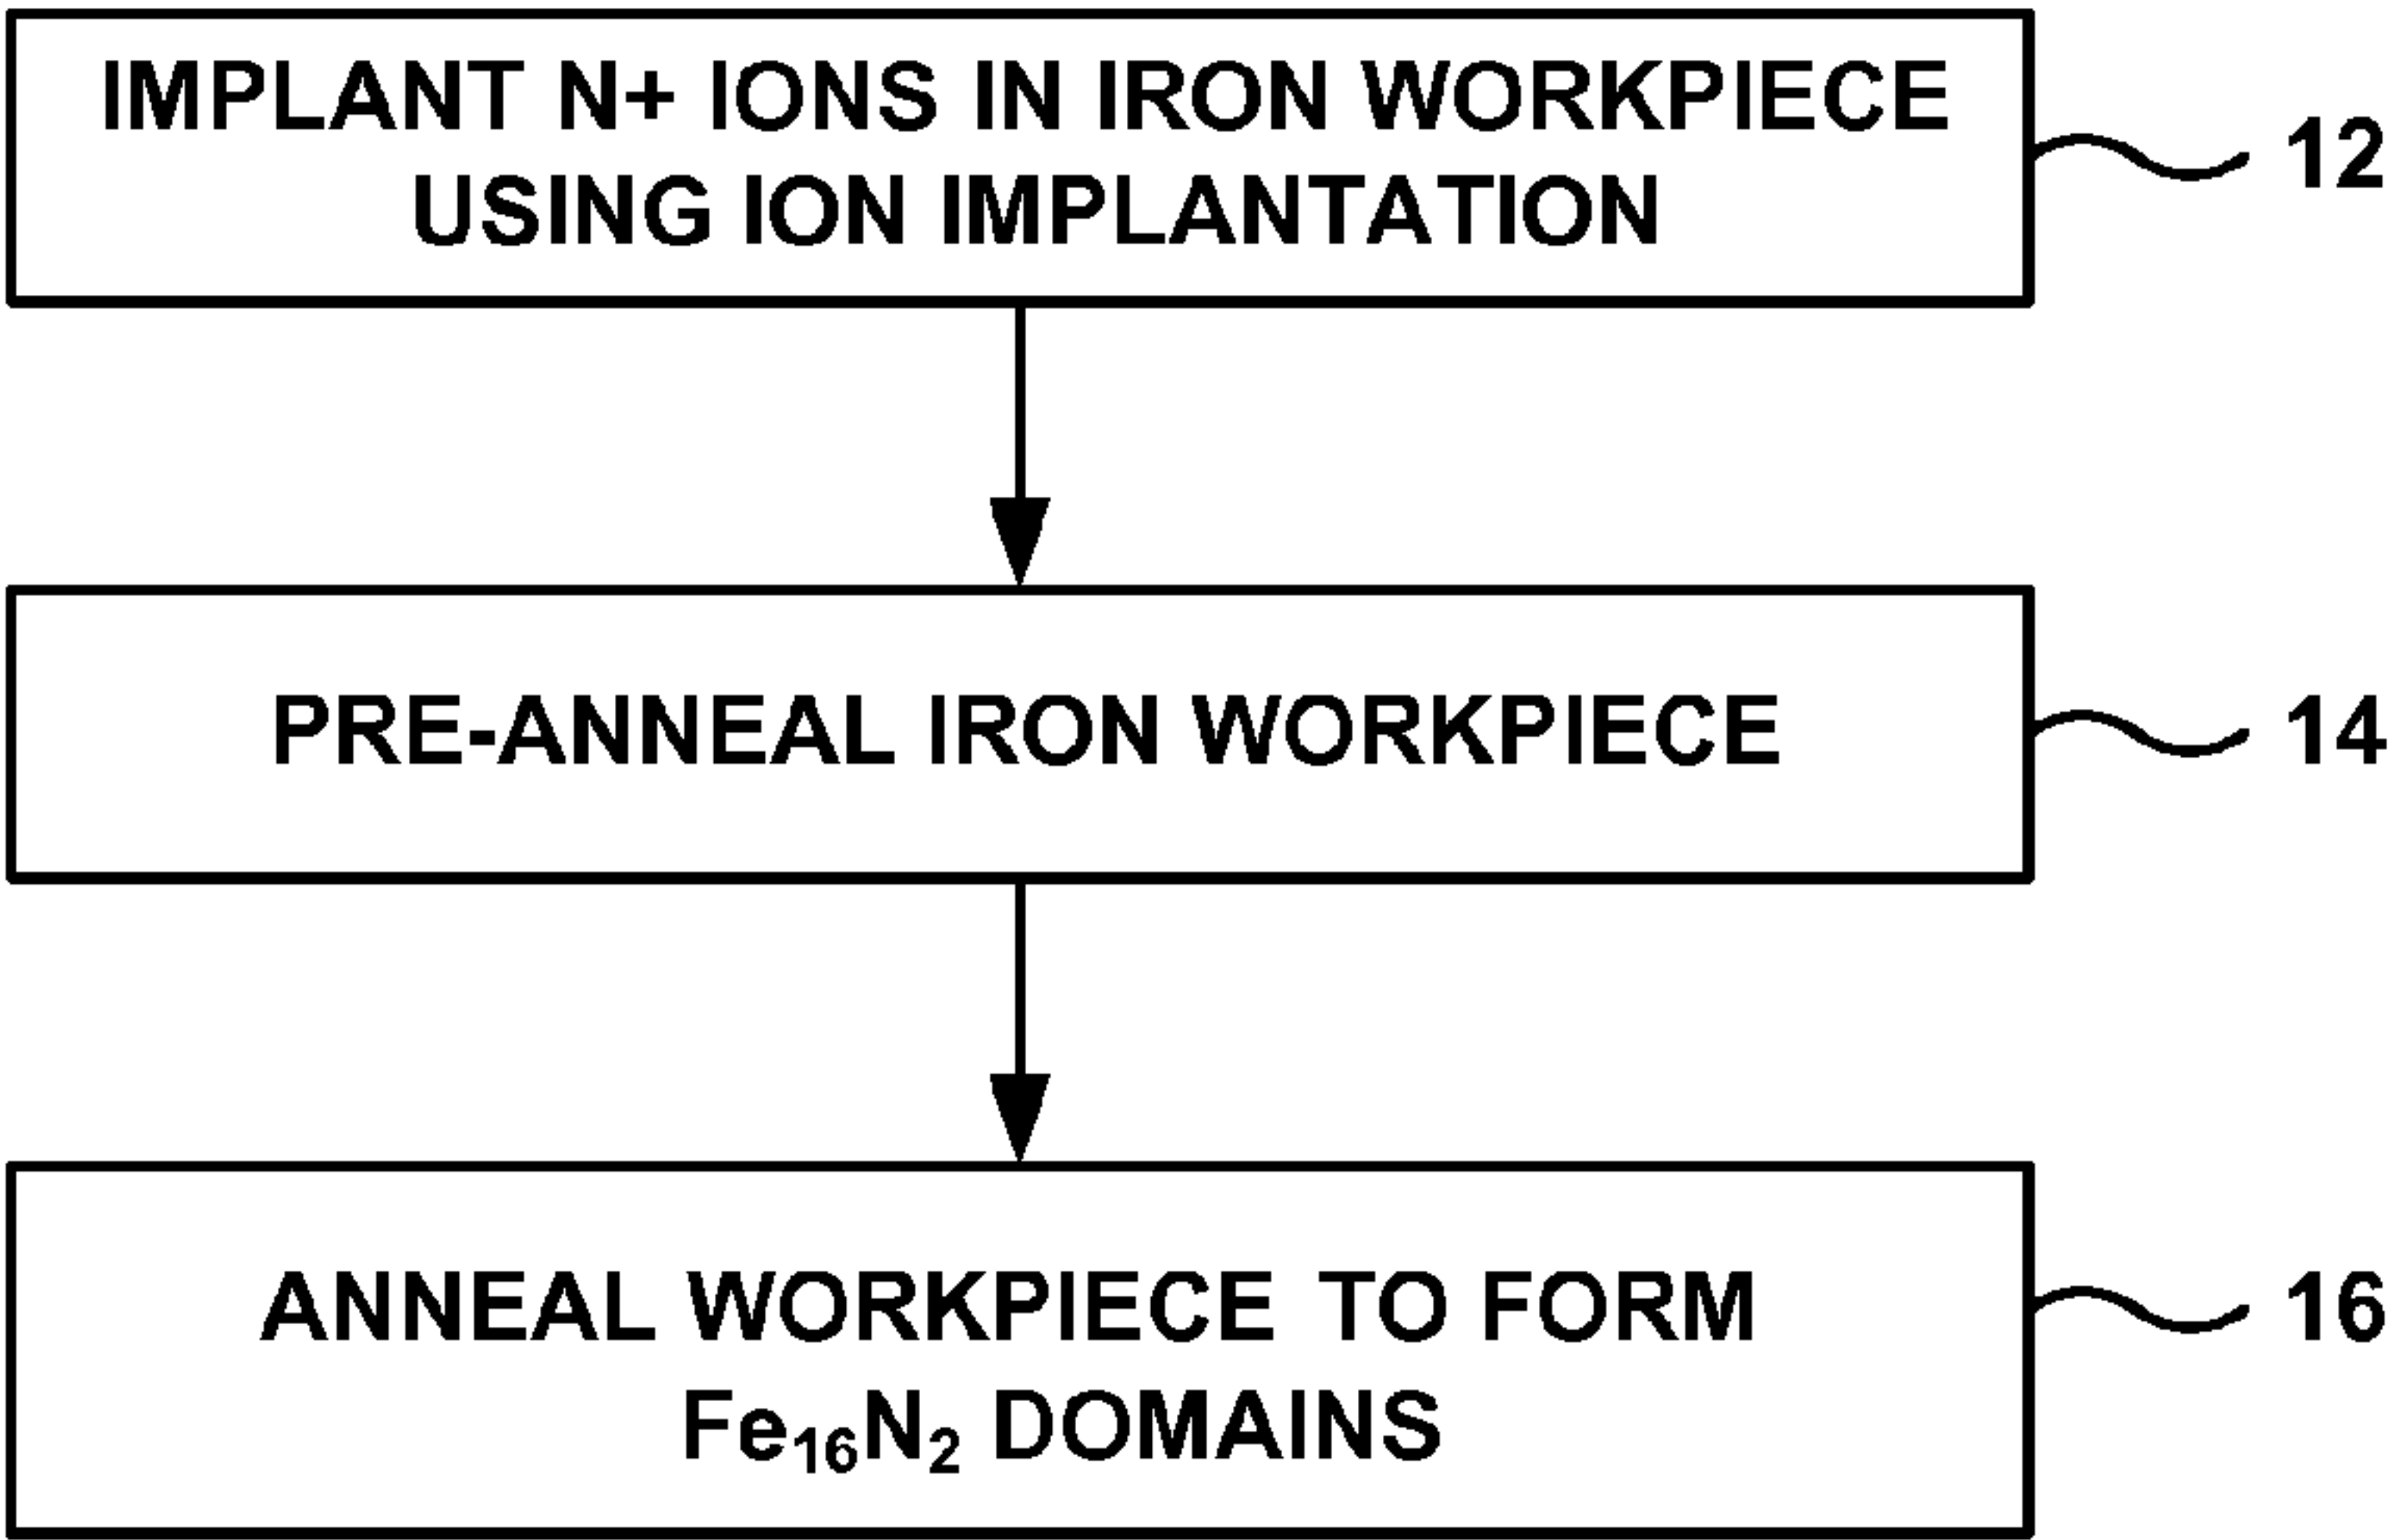 IMPLANT N+ IONS IN IRON WORKPIECE
USING ION IMPLANTATION
12
PRE-ANNEAL IRON WORKPIECE
14
ANNEAL WORKPIECE TO FORM
Fe₁₆N₂ DOMAINS
16